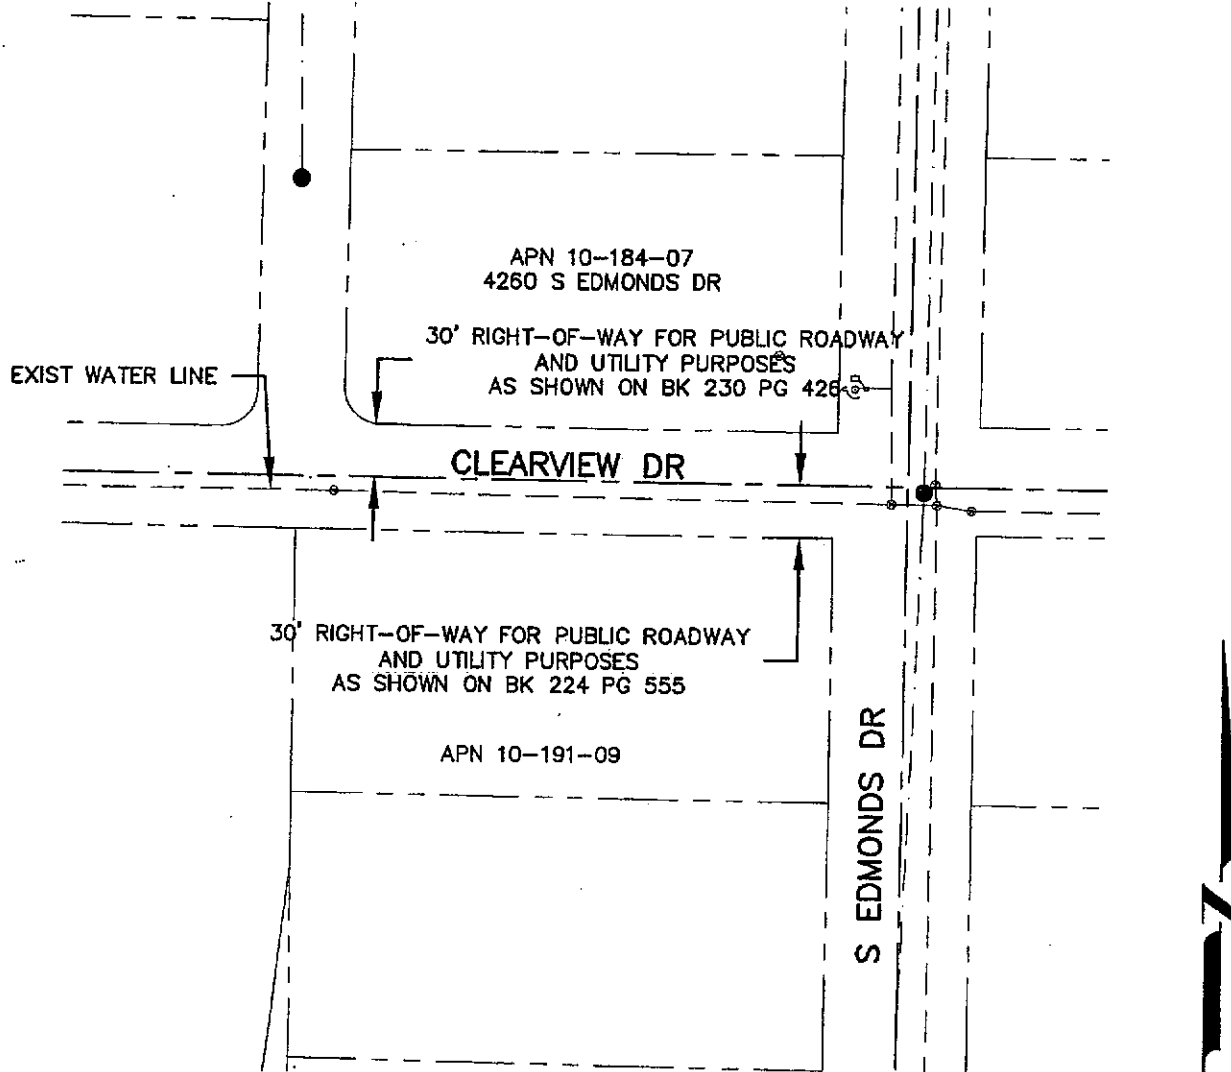 APN 10-184-07
4260 S EDMONDS DR
30' RIGHT-OF-WAY FOR PUBLIC ROADWAY
AND UTILITY PURPOSES
AS SHOWN ON BK 230 PG 426
EXIST WATER LINE
CLEARVIEW DR
30' RIGHT-OF-WAY FOR PUBLIC ROADWAY
AND UTILITY PURPOSES
AS SHOWN ON BK 224 PG 555
APN 10-191-09
S EDMONDS DR